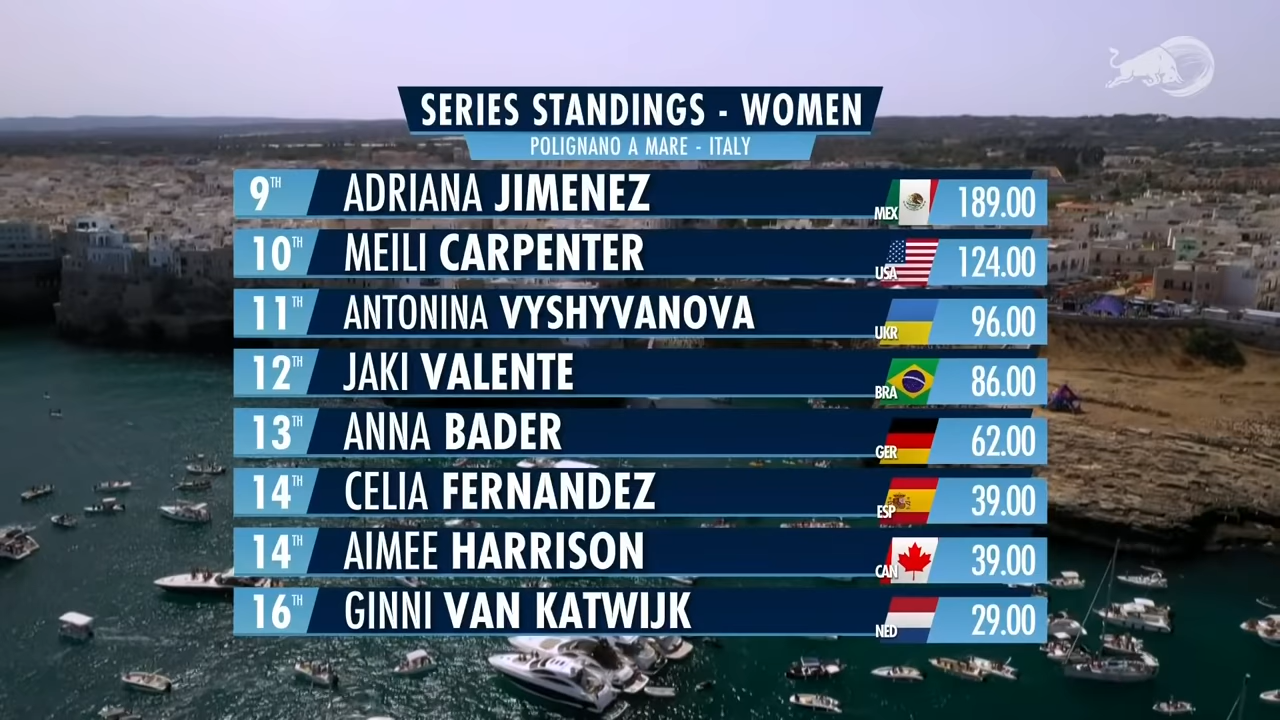 SERIES STANDINGS - WOMEN
POLIGNANO A MARE - ITALY
9TH ADRIANA JIMENEZ MEX 189.00
10TH MEILI CARPENTER USA 124.00
11TH ANTONINA VYSHYVANOVA UKR 96.00
12TH JAKI VALENTE BRA 86.00
13TH ANNA BADER GER 62.00
14TH CELIA FERNANDEZ ESP 39.00
14TH AIMEE HARRISON CAN 39.00
16TH GINNI VAN KATWIJK NED 29.00